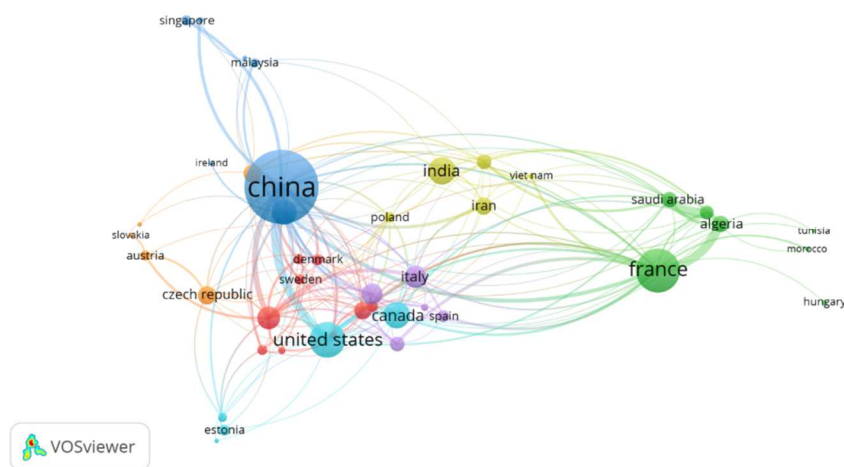 singapore
malaysia
ireland
china
india
viet nam
iran
saudi arabia
poland
algeria
tunisia
slovakia
morocco
austria
denmark
france
italy
sweden
czech republic
hungary
canada
spain
united states
estonia
VOSviewer